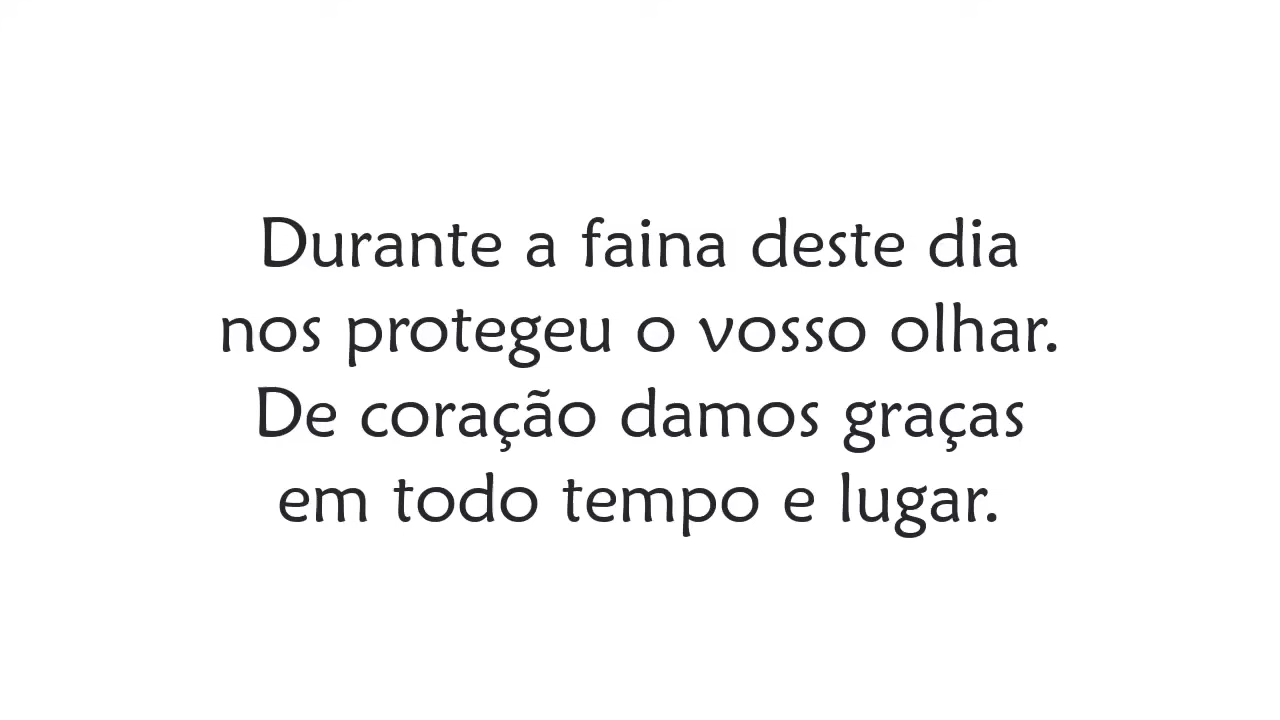 Durante a faina deste dia
nos protegeu o vosso olhar.
De coração damos graças
em todo tempo e lugar.